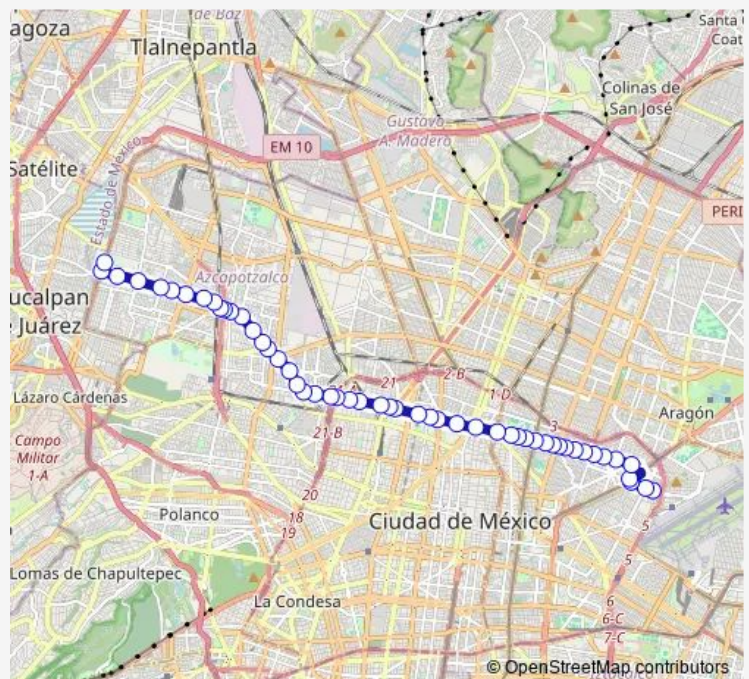 de Baz
Santa
Coat
agoza
Tlalnepantla
Colinas de
San José
Gustavo
A. Madero
EM 10
Satélite
Estado de México
PERI
Azcapotzalco
ucalpan
Juárez
21
2-B
1-D
Lázaro Cárdenas
3
Aragón
21-B
Campo
Militar
1-A
20
Polanco
18
19
Ciudad de México
5
Lomas de Chapultepec
5
La Condesa
6
6-C
7-C
Iztacalco
© OpenStreetMap contributors